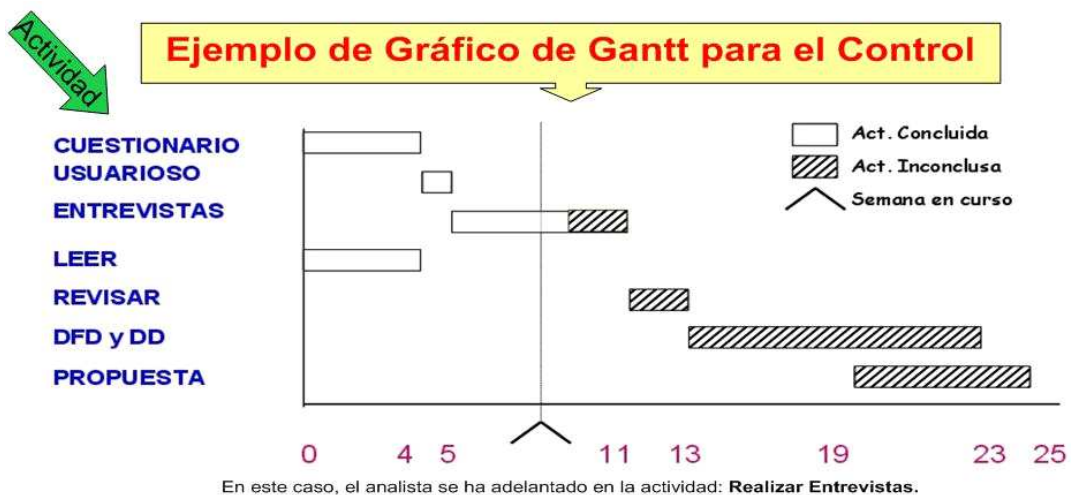 Actividad
Ejemplo de Gráfico de Gantt para el Control
CUESTIONARIO
USUARIOSO
ENTREVISTAS
LEER
REVISAR
DFD y DD
PROPUESTA
Act. Concluida
Act. Inconclusa
Semana en curso
0 4 5 11 13 19 23 25
En este caso, el analista se ha adelantado en la actividad: Realizar Entrevistas.